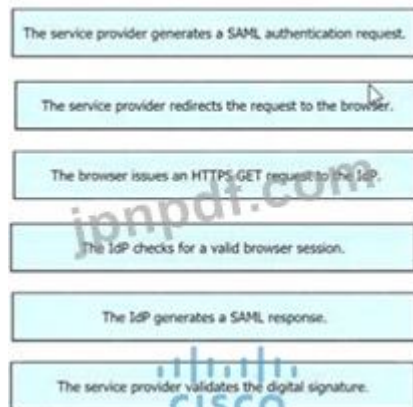 The service provider generates a SAML authentication request.
The service provider redirects the request to the browser.
The browser issues an HTTPS GET request to the IdP.
jpnpdf.com
The IdP checks for a valid browser session.
The IdP generates a SAML response.
The service provider validates the digital signature.
CISCO